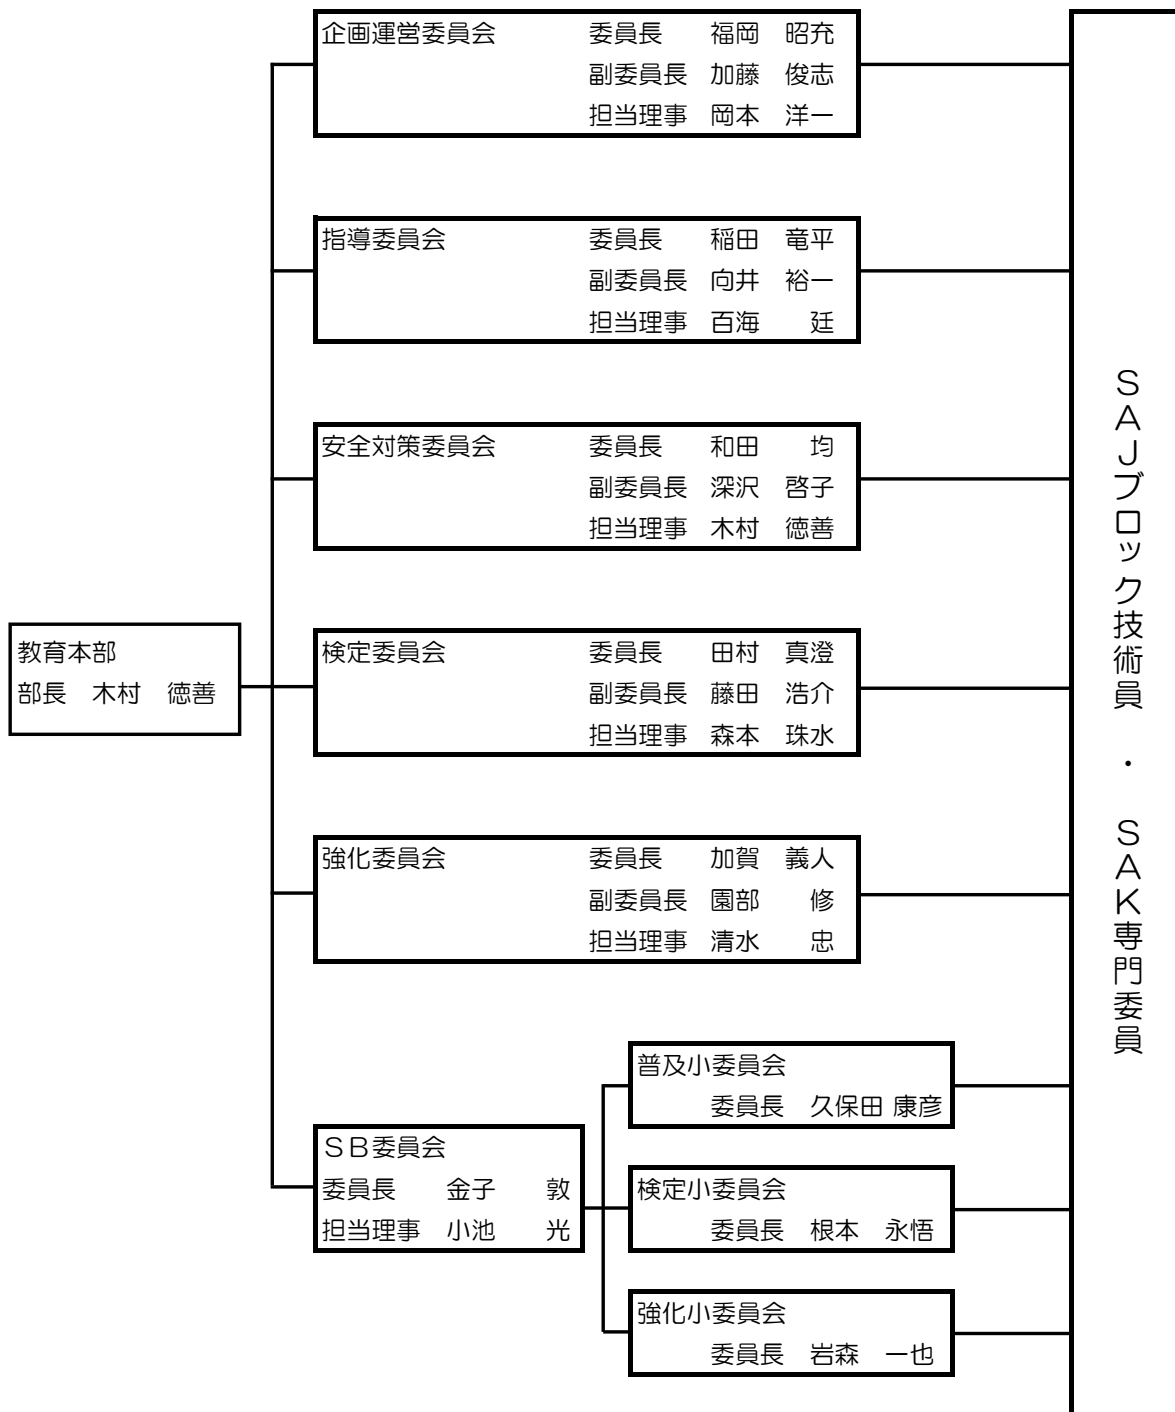 企画運営委員会 委員長 福岡 昭充
副委員長 加藤 俊志
担当理事 岡本 洋一
指導委員会 委員長 稲田 竜平
副委員長 向井 裕一
担当理事 百海 廷
安全対策委員会 委員長 和田 均
副委員長 深沢 啓子
担当理事 木村 徳善
教育本部
部長 木村 徳善
検定委員会 委員長 田村 真澄
副委員長 藤田 浩介
担当理事 森本 珠水
強化委員会 委員長 加賀 義人
副委員長 園部 修
担当理事 清水 忠
ＳＢ委員会
委員長 金子 敦
担当理事 小池 光
普及小委員会
委員長 久保田 康彦
検定小委員会
委員長 根本 永悟
強化小委員会
委員長 岩森 一也
ＳＡＪブロック技術員 ・ ＳＡＫ専門委員